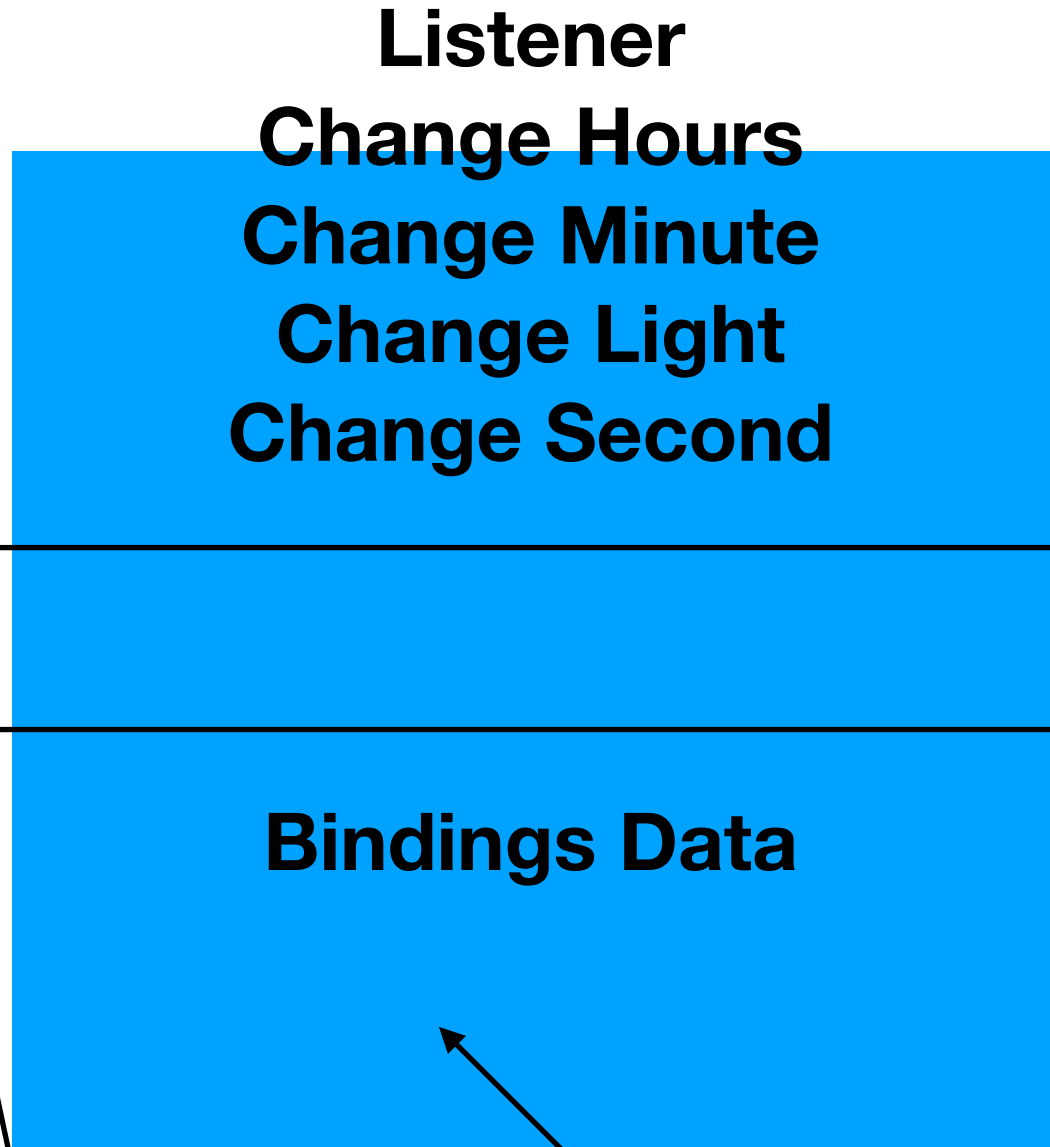 Listener
Change Hours
Change Minute
Change Light
Change Second
Bindings Data